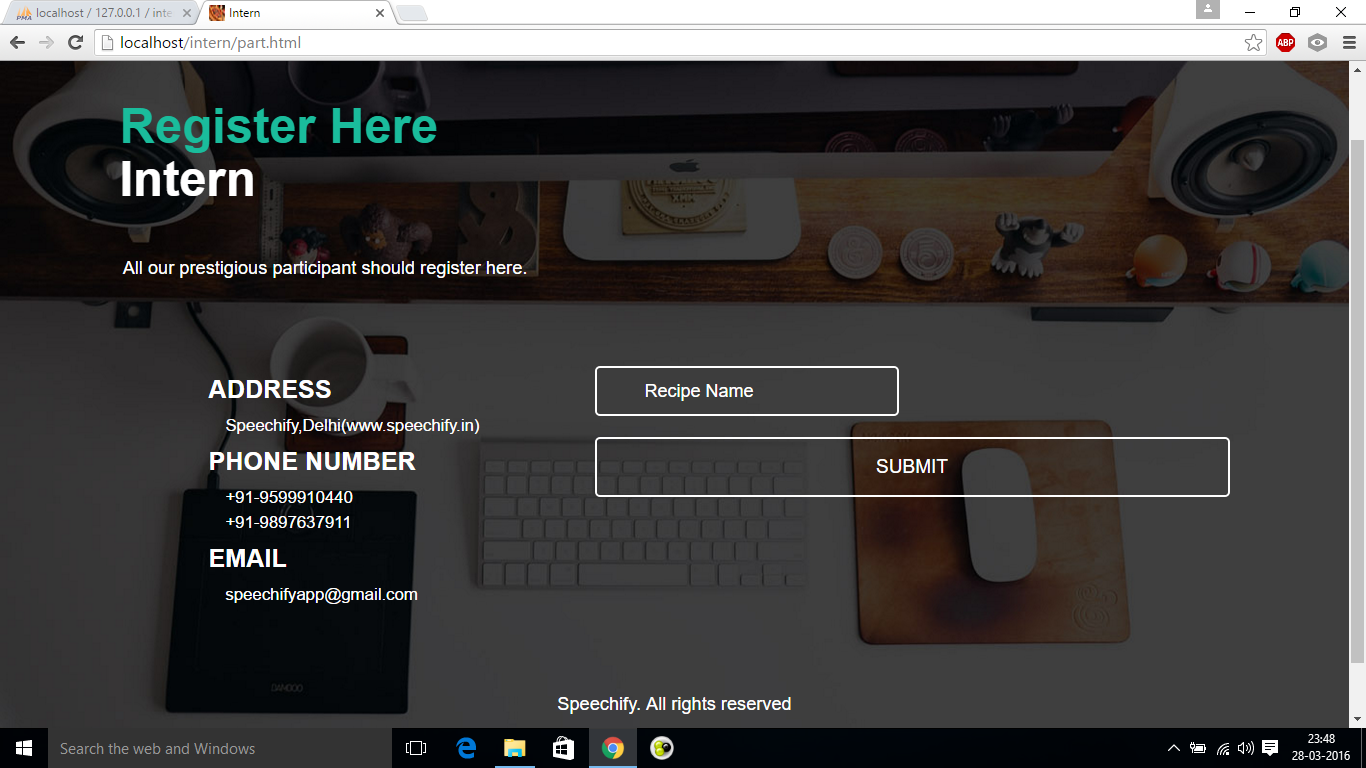 localhost / 127.0.0.1 / inte
Intern
localhost/intern/part.html
ABP
Register Here
Intern
All our prestigious participant should register here.
ADDRESS
Speechify,Delhi(www.speechify.in)
PHONE NUMBER
+91-9599910440
+91-9897637911
EMAIL
speechifyapp@gmail.com
Recipe Name
SUBMIT
Speechify. All rights reserved
Search the web and Windows
23:48
28-03-2016